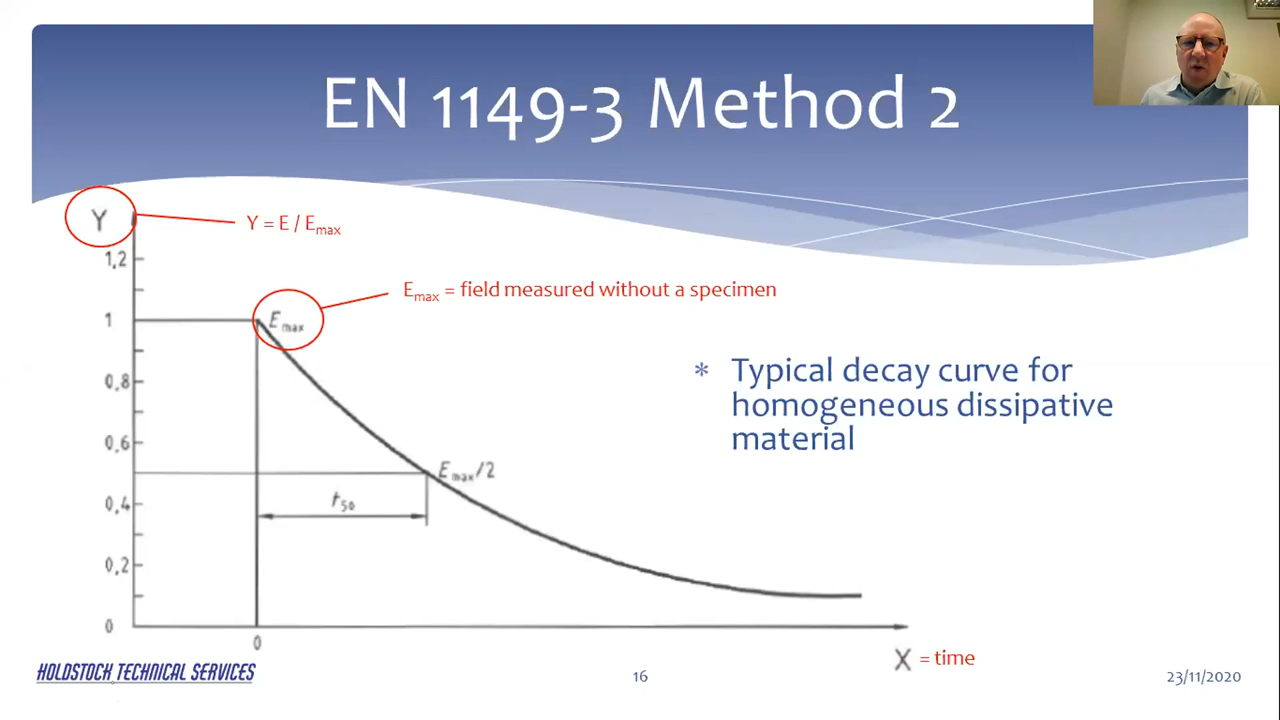 EN 1149-3 Method 2
Y
Y = E / Emax
1,2
Emax = field measured without a specimen
1
Emax
0,8
* Typical decay curve for
homogeneous dissipative
material
0,6
Emax/2
t50
0,4
0,2
0
0
X = time
HOLDSTOCK TECHNICAL SERVICES
16
23/11/2020